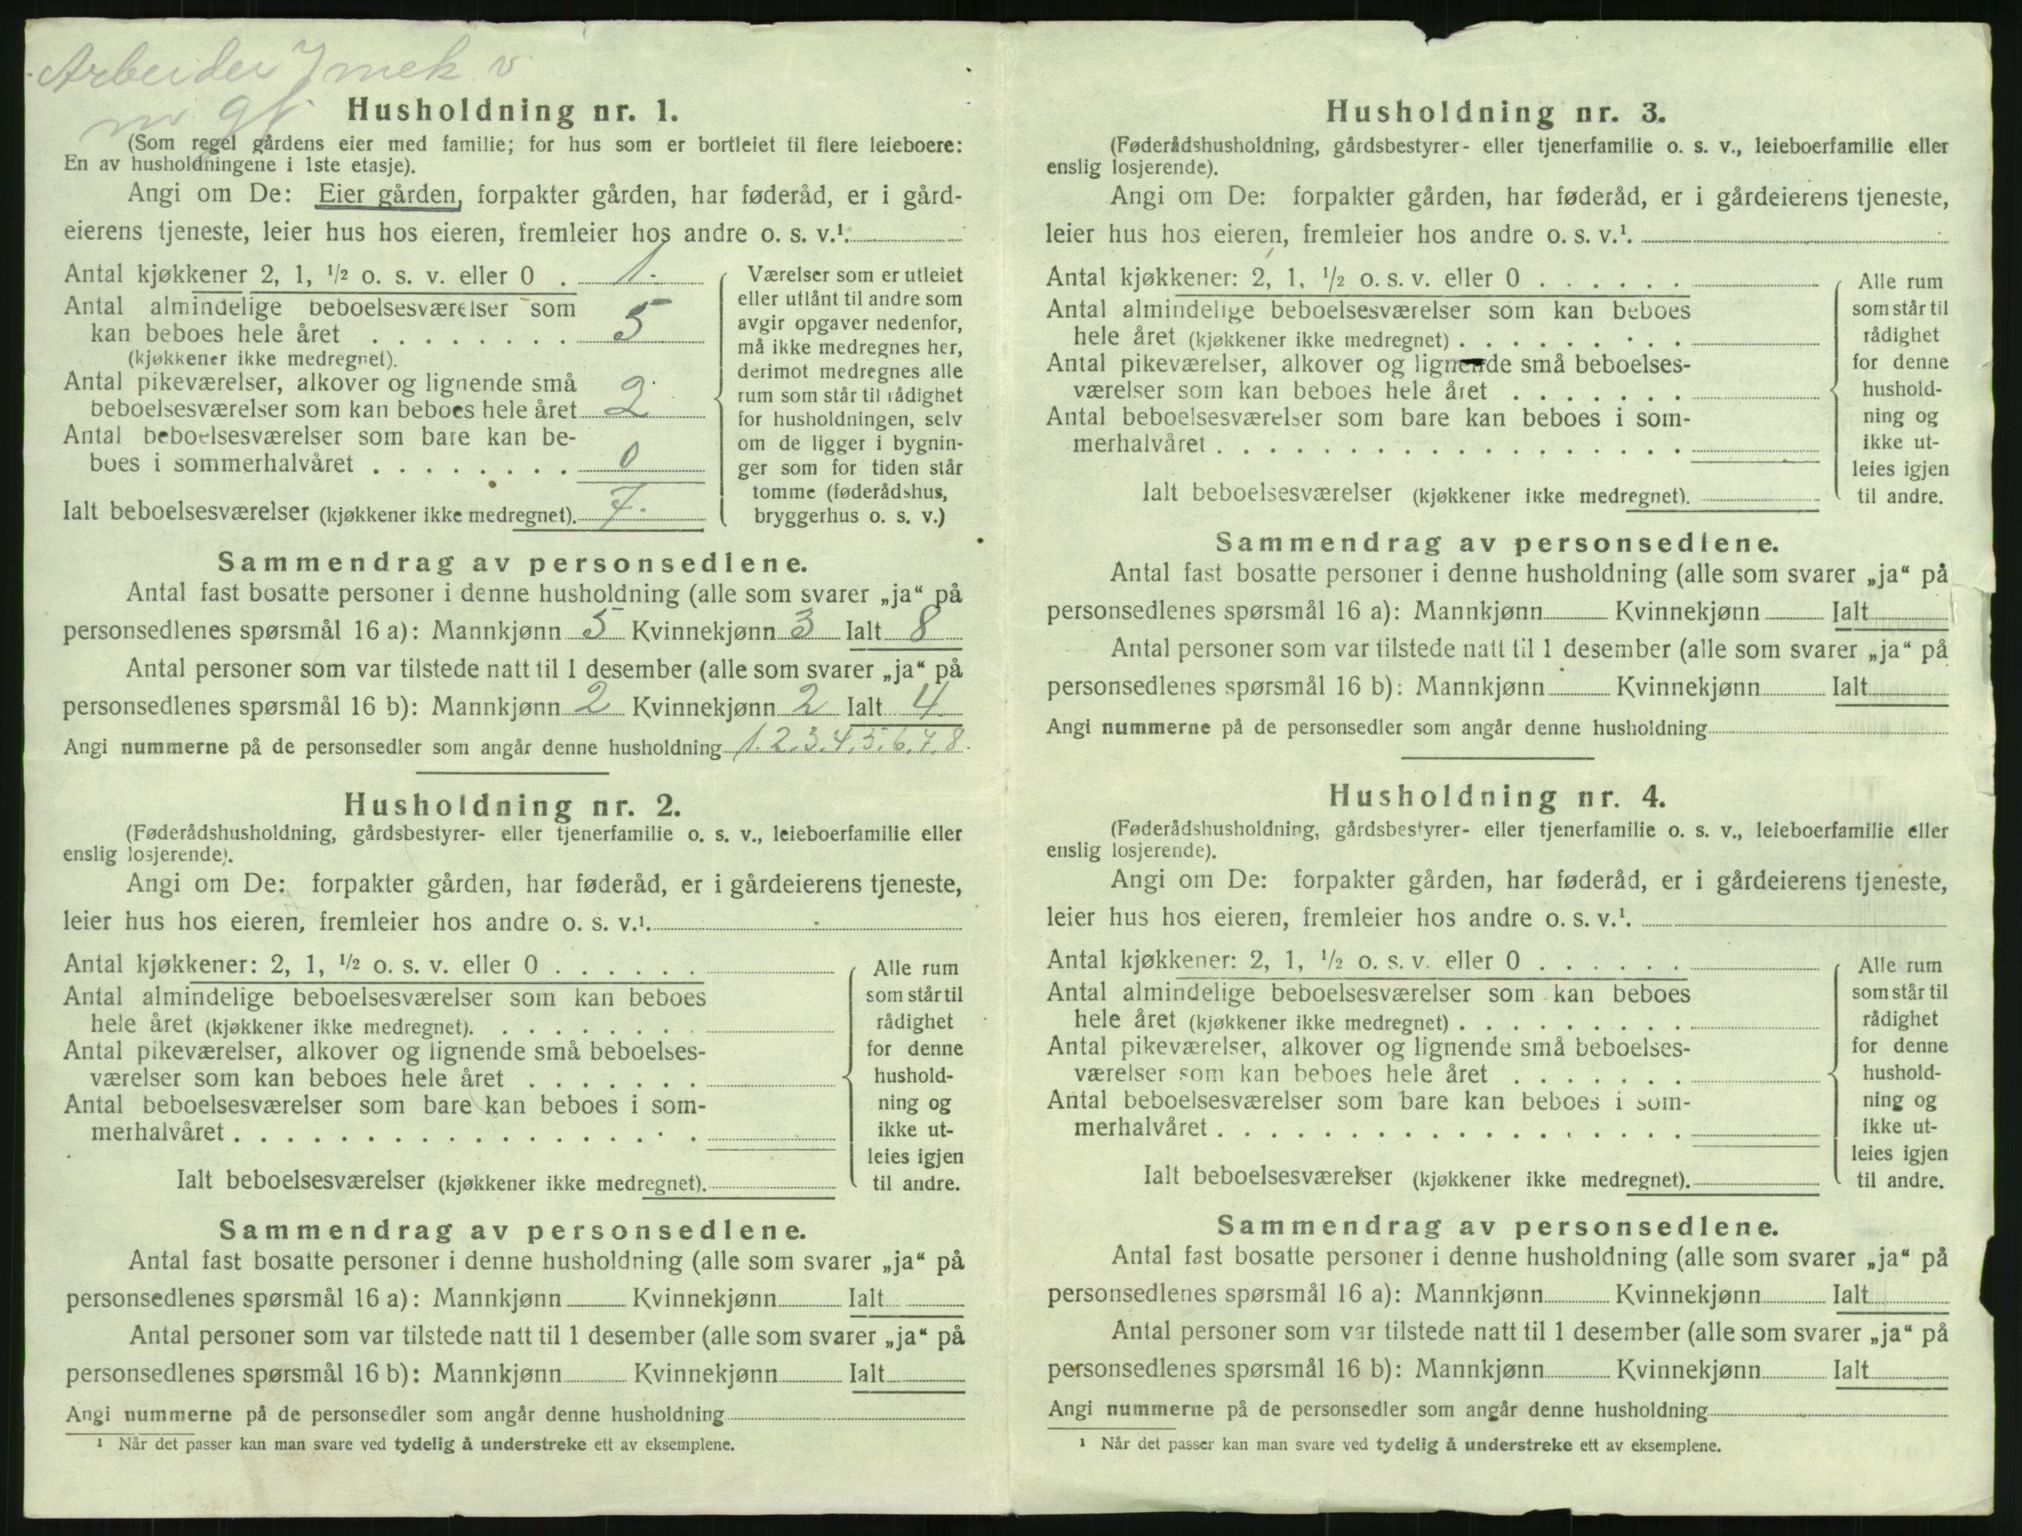 Arbeider mek v
Husholdning nr. 1.
(Som regel gårdens eier med familie; for hus som er bortleiet til flere leieboere:
En av husholdningene i 1ste etasje).
Angi om De: Eier gården, forpakter gården, har føderåd, er i gård-
eierens tjeneste, leier hus hos eieren, fremleier hos andre o. s. v.¹.
Antal kjøkkener 2, 1, ½ o. s. v. eller 0 . 1.
Antal almindelige beboelsesværelser som
kan beboes hele året . . . . . . . . 5
(kjøkkener ikke medregnet).
Antal pikeværelser, alkover og lignende små
beboelsesværelser som kan beboes hele året 2
Antal beboelsesværelser som bare kan be-
boes i sommerhalvåret . . . . . . . 0
Ialt beboelsesværelser (kjøkkener ikke medregnet). 7.
Værelser som er utleiet
eller utlånt til andre som
avgir opgaver nedenfor,
må ikke medregnes her,
derimot medregnes alle
rum som står til rådighet
for husholdningen, selv
om de ligger i bygnin-
ger som for tiden står
tomme (føderådshus,
bryggerhus o. s. v.)
Sammendrag av personsedlene.
Antal fast bosatte personer i denne husholdning (alle som svarer „ja“ på
personsedlenes spørsmål 16 a): Mannkjønn 5 Kvinnekjønn 3 Ialt 8
Antal personer som var tilstede natt til 1 desember (alle som svarer „ja“ på
personsedlenes spørsmål 16 b): Mannkjønn 2 Kvinnekjønn 2 Ialt 4
Angi nummerne på de personsedler som angår denne husholdning 1.2.3.4.5.6.7.8.
Husholdning nr. 2.
(Føderådshusholdning, gårdsbestyrer- eller tjenerfamilie o. s. v., leieboerfamilie eller
enslig losjerende).
Angi om De: forpakter gården, har føderåd, er i gårdeierens tjeneste,
leier hus hos eieren, fremleier hos andre o. s. v.¹.
Antal kjøkkener: 2, 1, ½ o. s. v. eller 0 . . . . . .
Antal almindelige beboelsesværelser som kan beboes
hele året (kjøkkener ikke medregnet). . . . . . . . .
Antal pikeværelser, alkover og lignende små beboelses-
værelser som kan beboes hele året . . . . . . .
Antal beboelsesværelser som bare kan beboes i som-
merhalvåret . . . . . . . . . . . . . . . . . .
Ialt beboelsesværelser (kjøkkener ikke medregnet).
Alle rum
som står til
rådighet
for denne
hushold-
ning og
ikke ut-
leies igjen
til andre.
Sammendrag av personsedlene.
Antal fast bosatte personer i denne husholdning (alle som svarer „ja“ på
personsedlenes spørsmål 16 a): Mannkjønn Kvinnekjønn Ialt
Antal personer som var tilstede natt til 1 desember (alle som svarer „ja“ på
personsedlenes spørsmål 16 b): Mannkjønn Kvinnekjønn Ialt
Angi nummerne på de personsedler som angår denne husholdning
¹ Når det passer kan man svare ved tydelig å understreke ett av eksemplene.
Husholdning nr. 3.
(Føderådshusholdning, gårdsbestyrer- eller tjenerfamilie o. s. v., leieboerfamilie eller
enslig losjerende).
Angi om De: forpakter gården, har føderåd, er i gårdeierens tjeneste,
leier hus hos eieren, fremleier hos andre o. s. v.¹.
Antal kjøkkener: 2, 1, ½ o. s. v. eller 0 . . . . . .
Antal almindelige beboelsesværelser som kan beboes
hele året (kjøkkener ikke medregnet) . . . . . . . . .
Antal pikeværelser, alkover og lignende små beboelses-
værelser som kan beboes hele året . . . . . . .
Antal beboelsesværelser som bare kan beboes i som-
merhalvåret . . . . . . . . . . . . . . . . . .
Ialt beboelsesværelser (kjøkkener ikke medregnet).
Alle rum
som står til
rådighet
for denne
hushold-
ning og
ikke ut-
leies igjen
til andre.
Sammendrag av personsedlene.
Antal fast bosatte personer i denne husholdning (alle som svarer „ja“ på
personsedlenes spørsmål 16 a): Mannkjønn Kvinnekjønn Ialt
Antal personer som var tilstede natt til 1 desember (alle som svarer „ja“ på
personsedlenes spørsmål 16 b): Mannkjønn Kvinnekjønn Ialt
Angi nummerne på de personsedler som angår denne husholdning
Husholdning nr. 4.
(Føderådshusholdning, gårdsbestyrer- eller tjenerfamilie o. s. v., leieboerfamilie eller
enslig losjerende).
Angi om De: forpakter gården, har føderåd, er i gårdeierens tjeneste,
leier hus hos eieren, fremleier hos andre o. s. v.¹.
Antal kjøkkener: 2, 1, ½ o. s. v. eller 0 . . . . . .
Antal almindelige beboelsesværelser som kan beboes
hele året (kjøkkener ikke medregnet) . . . . . . . . .
Antal pikeværelser, alkover og lignende små beboelses-
værelser som kan beboes hele året . . . . . . .
Antal beboelsesværelser som bare kan beboes i som-
merhalvåret . . . . . . . . . . . . . . . . . .
Ialt beboelsesværelser (kjøkkener ikke medregnet).
Alle rum
som står til
rådighet
for denne
hushold-
ning og
ikke ut-
leies igjen
til andre.
Sammendrag av personsedlene.
Antal fast bosatte personer i denne husholdning (alle som svarer „ja“ på
personsedlenes spørsmål 16 a): Mannkjønn Kvinnekjønn Ialt
Antal personer som var tilstede natt til 1 desember (alle som svarer „ja“ på
personsedlenes spørsmål 16 b): Mannkjønn Kvinnekjønn Ialt
Angi nummerne på de personsedler som angår denne husholdning
¹ Når det passer kan man svare ved tydelig å understreke ett av eksemplene.